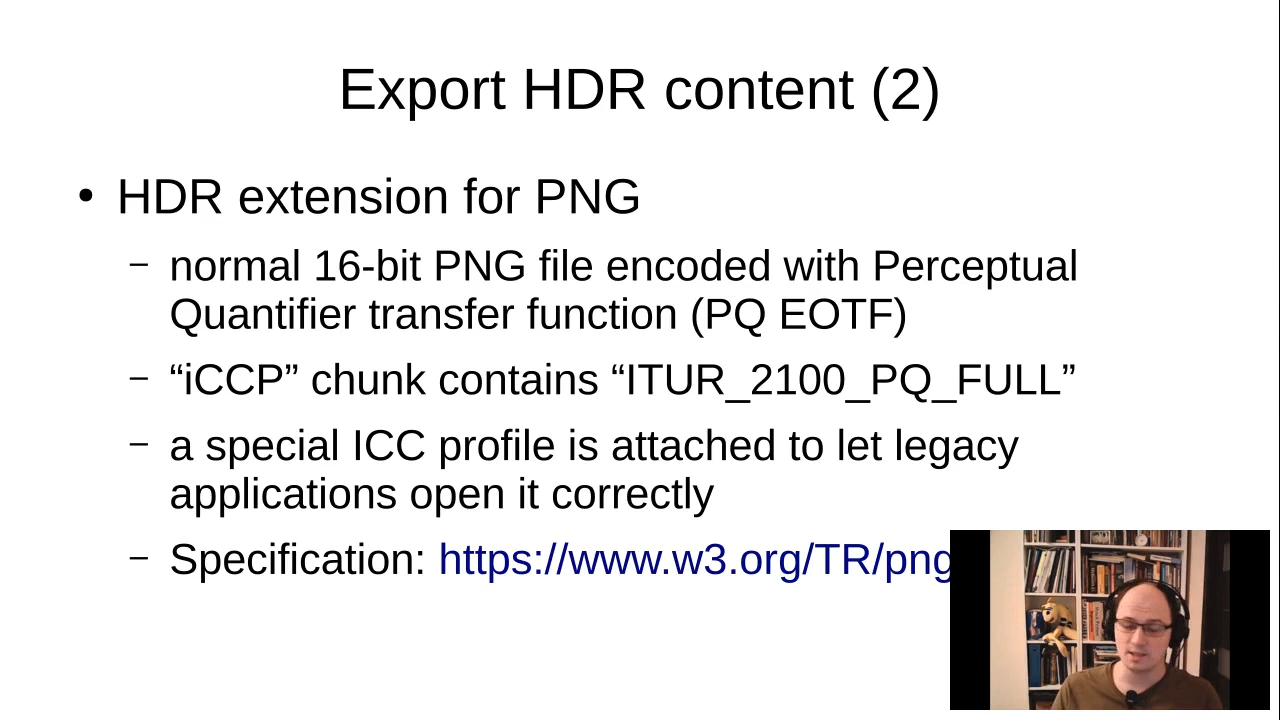 Export HDR content (2)
• HDR extension for PNG
– normal 16-bit PNG file encoded with Perceptual
Quantifier transfer function (PQ EOTF)
– “iCCP” chunk contains “ITUR_2100_PQ_FULL”
– a special ICC profile is attached to let legacy
applications open it correctly
– Specification: https://www.w3.org/TR/png